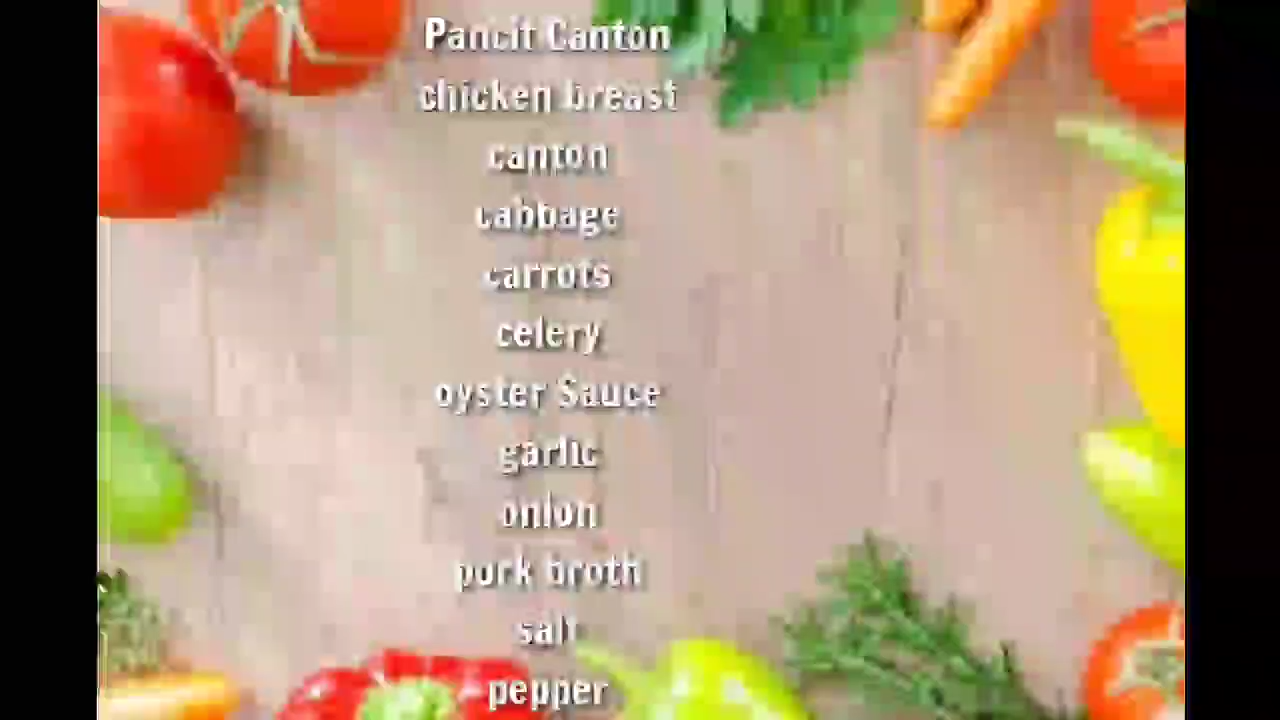 Pancit Canton
chicken breast
canton
cabbage
carrots
celery
oyster Sauce
garlic
onion
pork broth
salt
pepper